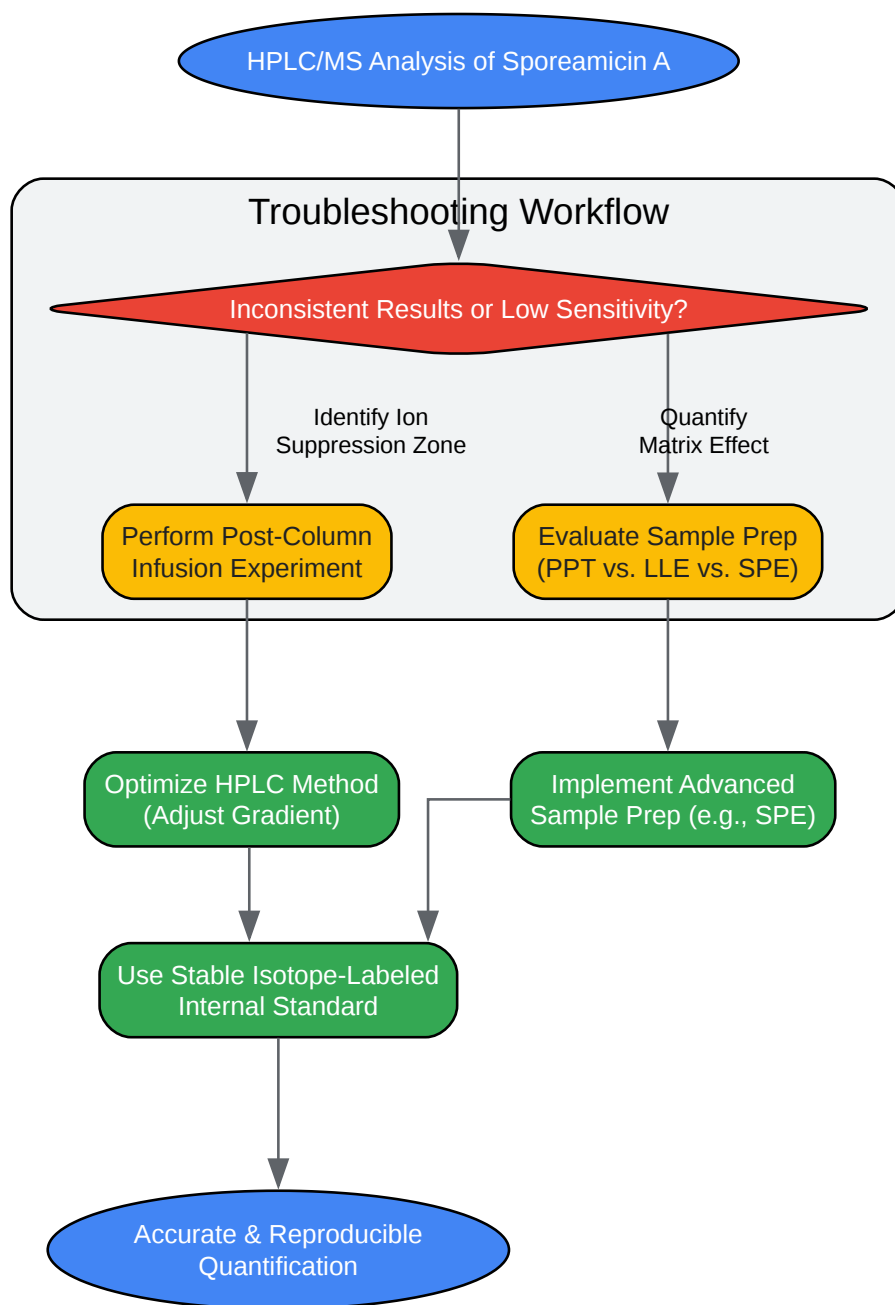 HPLC/MS Analysis of Sporeamicin A
Troubleshooting Workflow
Inconsistent Results or Low Sensitivity?
Identify Ion
Suppression Zone
Quantify
Matrix Effect
Perform Post-Column
Infusion Experiment
Evaluate Sample Prep
(PPT vs. LLE vs. SPE)
Optimize HPLC Method
(Adjust Gradient)
Implement Advanced
Sample Prep (e.g., SPE)
Use Stable Isotope-Labeled
Internal Standard
Accurate & Reproducible
Quantification